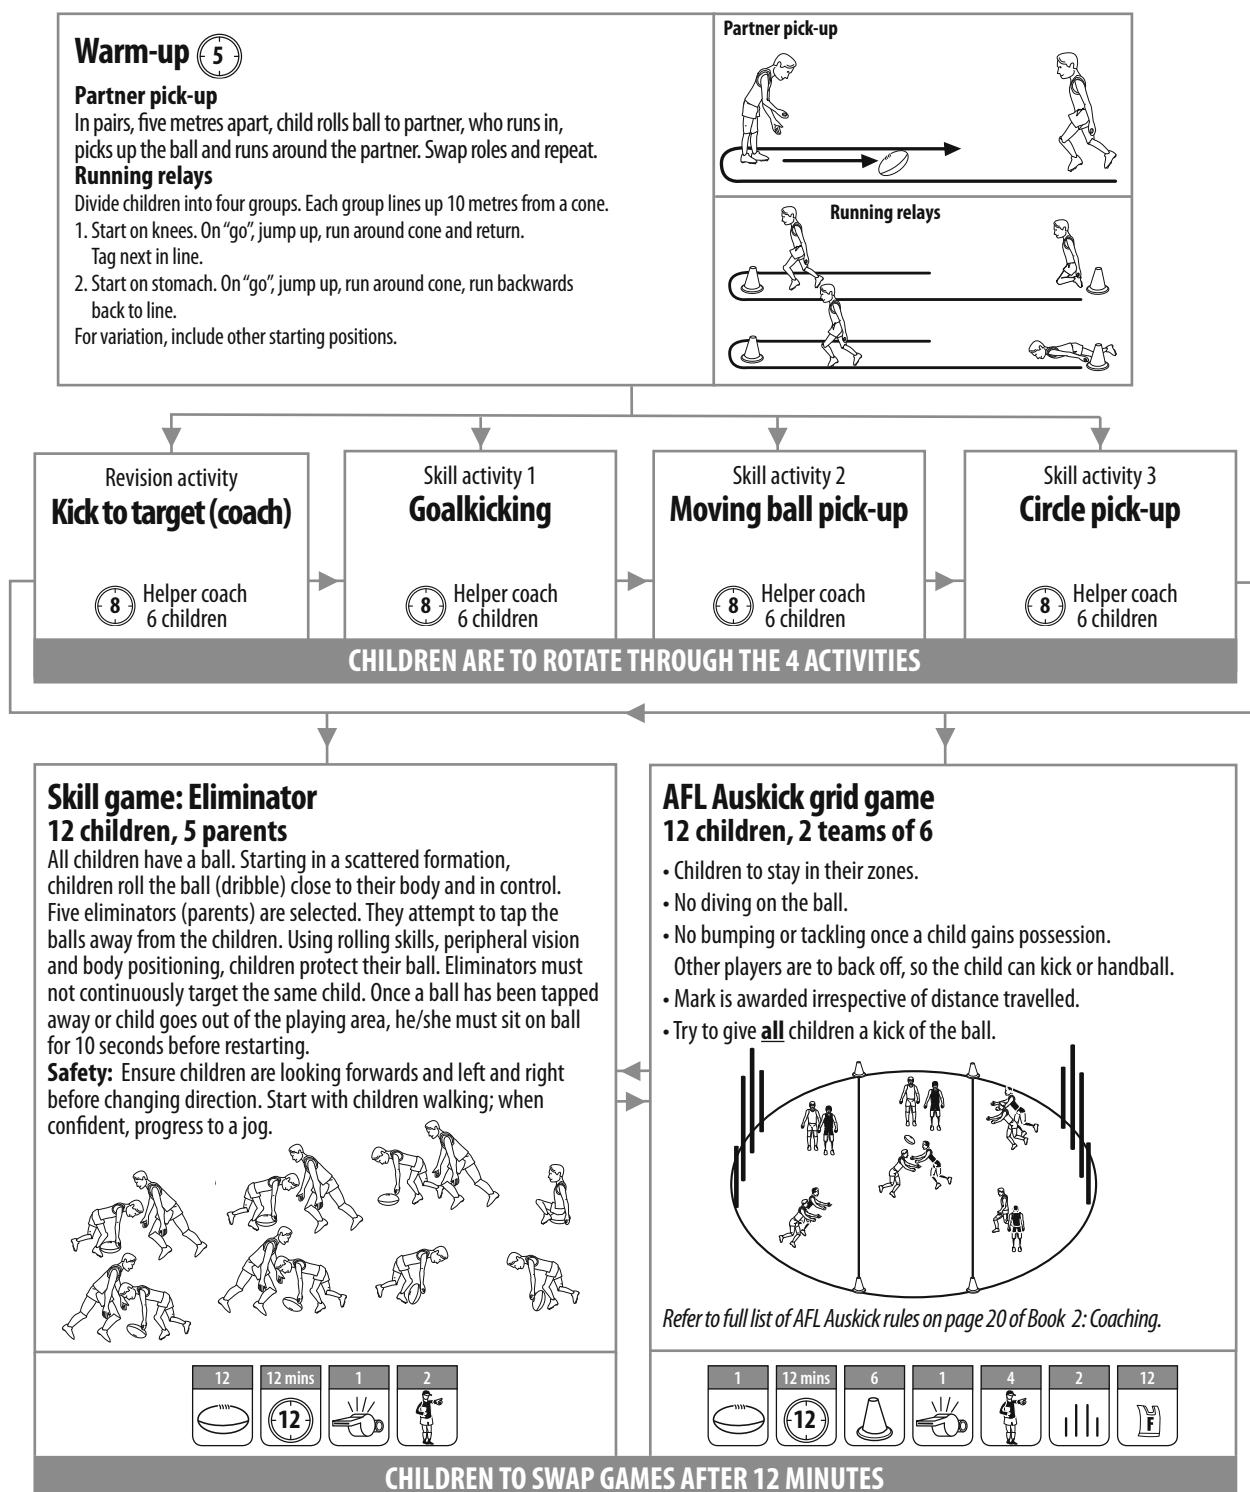 Warm-up 5
Partner pick-up
In pairs, five metres apart, child rolls ball to partner, who runs in,
picks up the ball and runs around the partner. Swap roles and repeat.
Running relays
Divide children into four groups. Each group lines up 10 metres from a cone.
1. Start on knees. On “go”, jump up, run around cone and return.
Tag next in line.
2. Start on stomach. On “go”, jump up, run around cone, run backwards
back to line.
For variation, include other starting positions.
Partner pick-up
Running relays
Revision activity
Kick to target (coach)
8 Helper coach
6 children
Skill activity 1
Goalkicking
8 Helper coach
6 children
Skill activity 2
Moving ball pick-up
8 Helper coach
6 children
Skill activity 3
Circle pick-up
8 Helper coach
6 children
CHILDREN ARE TO ROTATE THROUGH THE 4 ACTIVITIES
Skill game: Eliminator
12 children, 5 parents
All children have a ball. Starting in a scattered formation,
children roll the ball (dribble) close to their body and in control.
Five eliminators (parents) are selected. They attempt to tap the
balls away from the children. Using rolling skills, peripheral vision
and body positioning, children protect their ball. Eliminators must
not continuously target the same child. Once a ball has been tapped
away or child goes out of the playing area, he/she must sit on ball
for 10 seconds before restarting.
Safety: Ensure children are looking forwards and left and right
before changing direction. Start with children walking; when
confident, progress to a jog.
12 12 mins 1 2
12
AFL Auskick grid game
12 children, 2 teams of 6
• Children to stay in their zones.
• No diving on the ball.
• No bumping or tackling once a child gains possession.
Other players are to back off, so the child can kick or handball.
• Mark is awarded irrespective of distance travelled.
• Try to give all children a kick of the ball.
Refer to full list of AFL Auskick rules on page 20 of Book 2: Coaching.
1 12 mins 6 1 4 2 12
12 F
CHILDREN TO SWAP GAMES AFTER 12 MINUTES